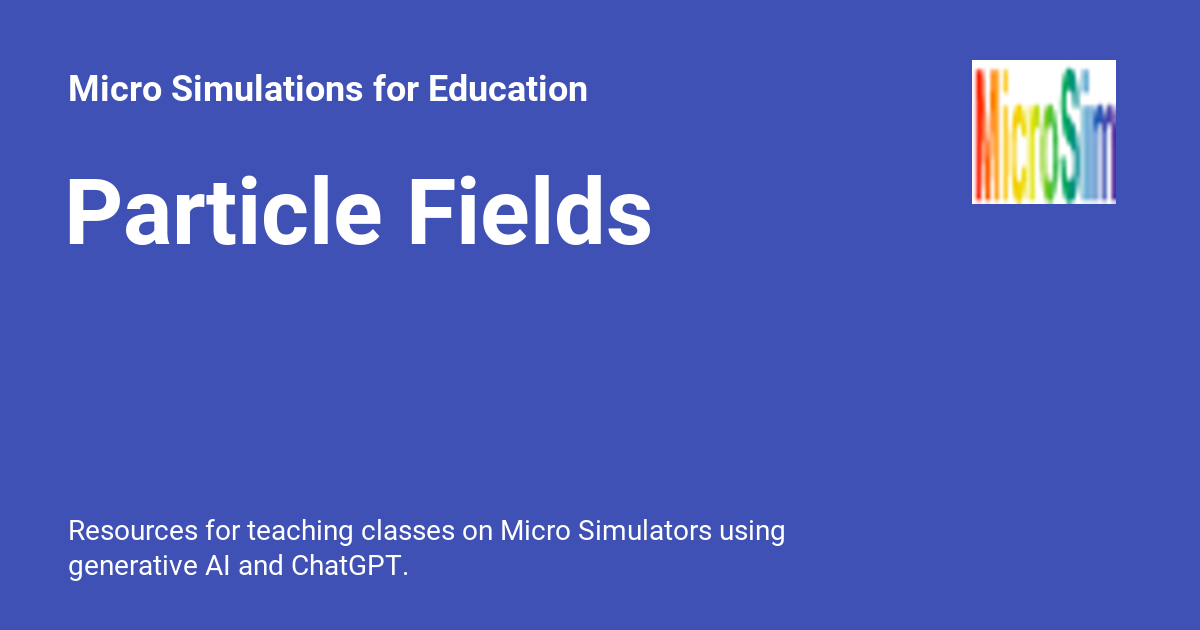 Micro Simulations for Education
MicroSim
Particle Fields
Resources for teaching classes on Micro Simulators using
generative AI and ChatGPT.